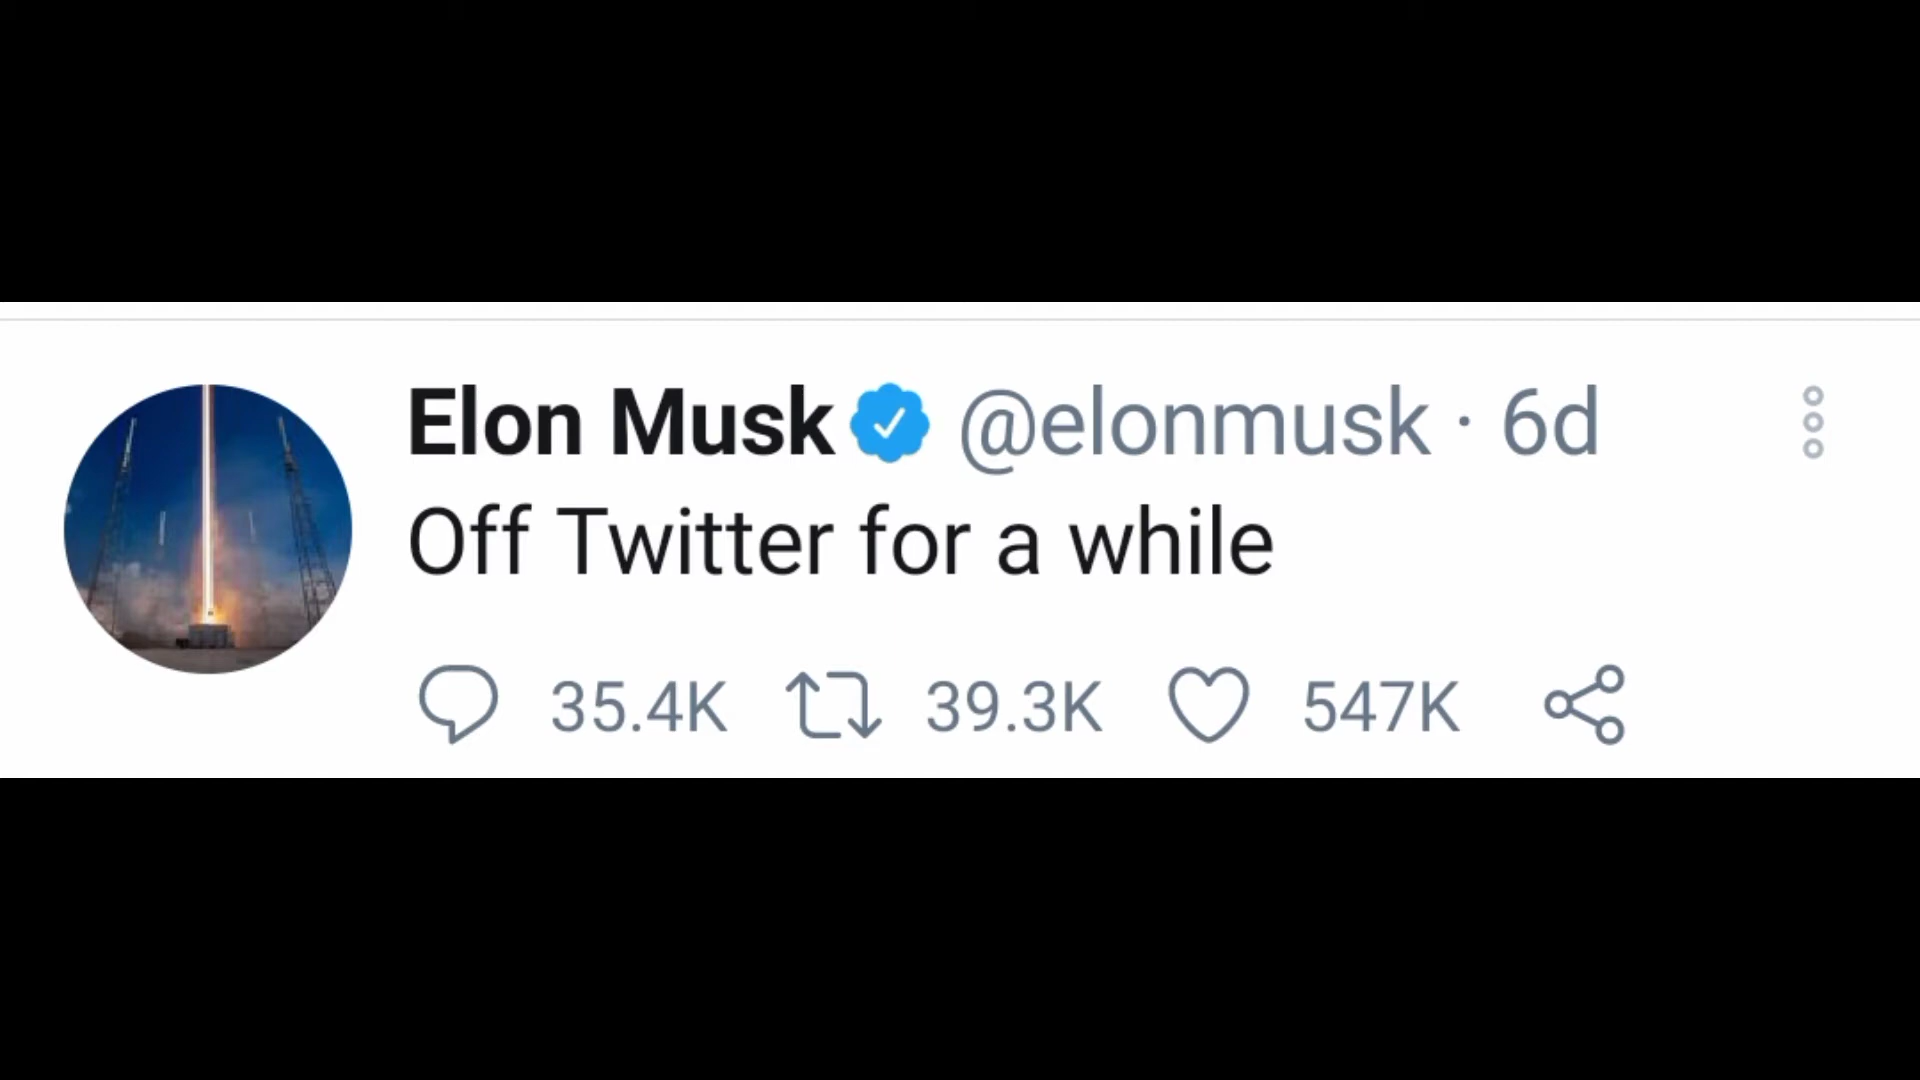 Elon Musk @elonmusk · 6d
Off Twitter for a while
35.4K 39.3K 547K